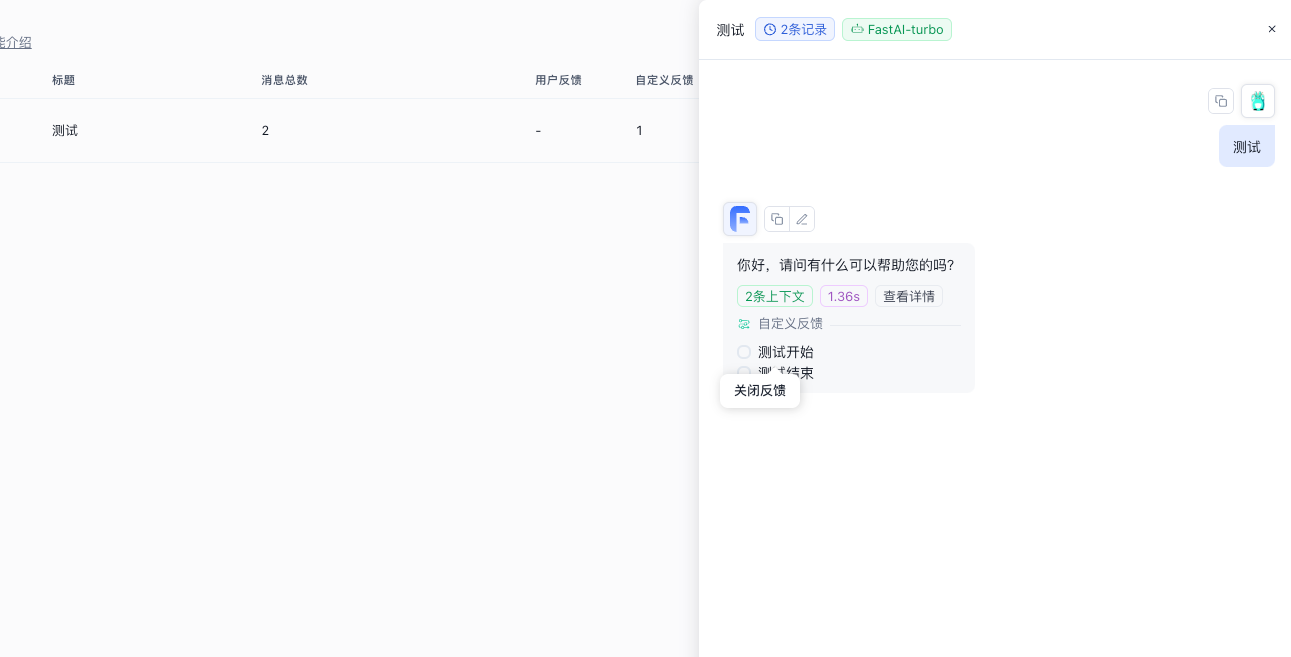 能介绍
标题 消息总数 用户反馈 自定义反馈
测试 2 - 1
测试 2条记录 FastAI-turbo ×
测试
你好，请问有什么可以帮助您的吗?
2条上下文 1.36s 查看详情
自定义反馈
测试开始
测试结束
关闭反馈